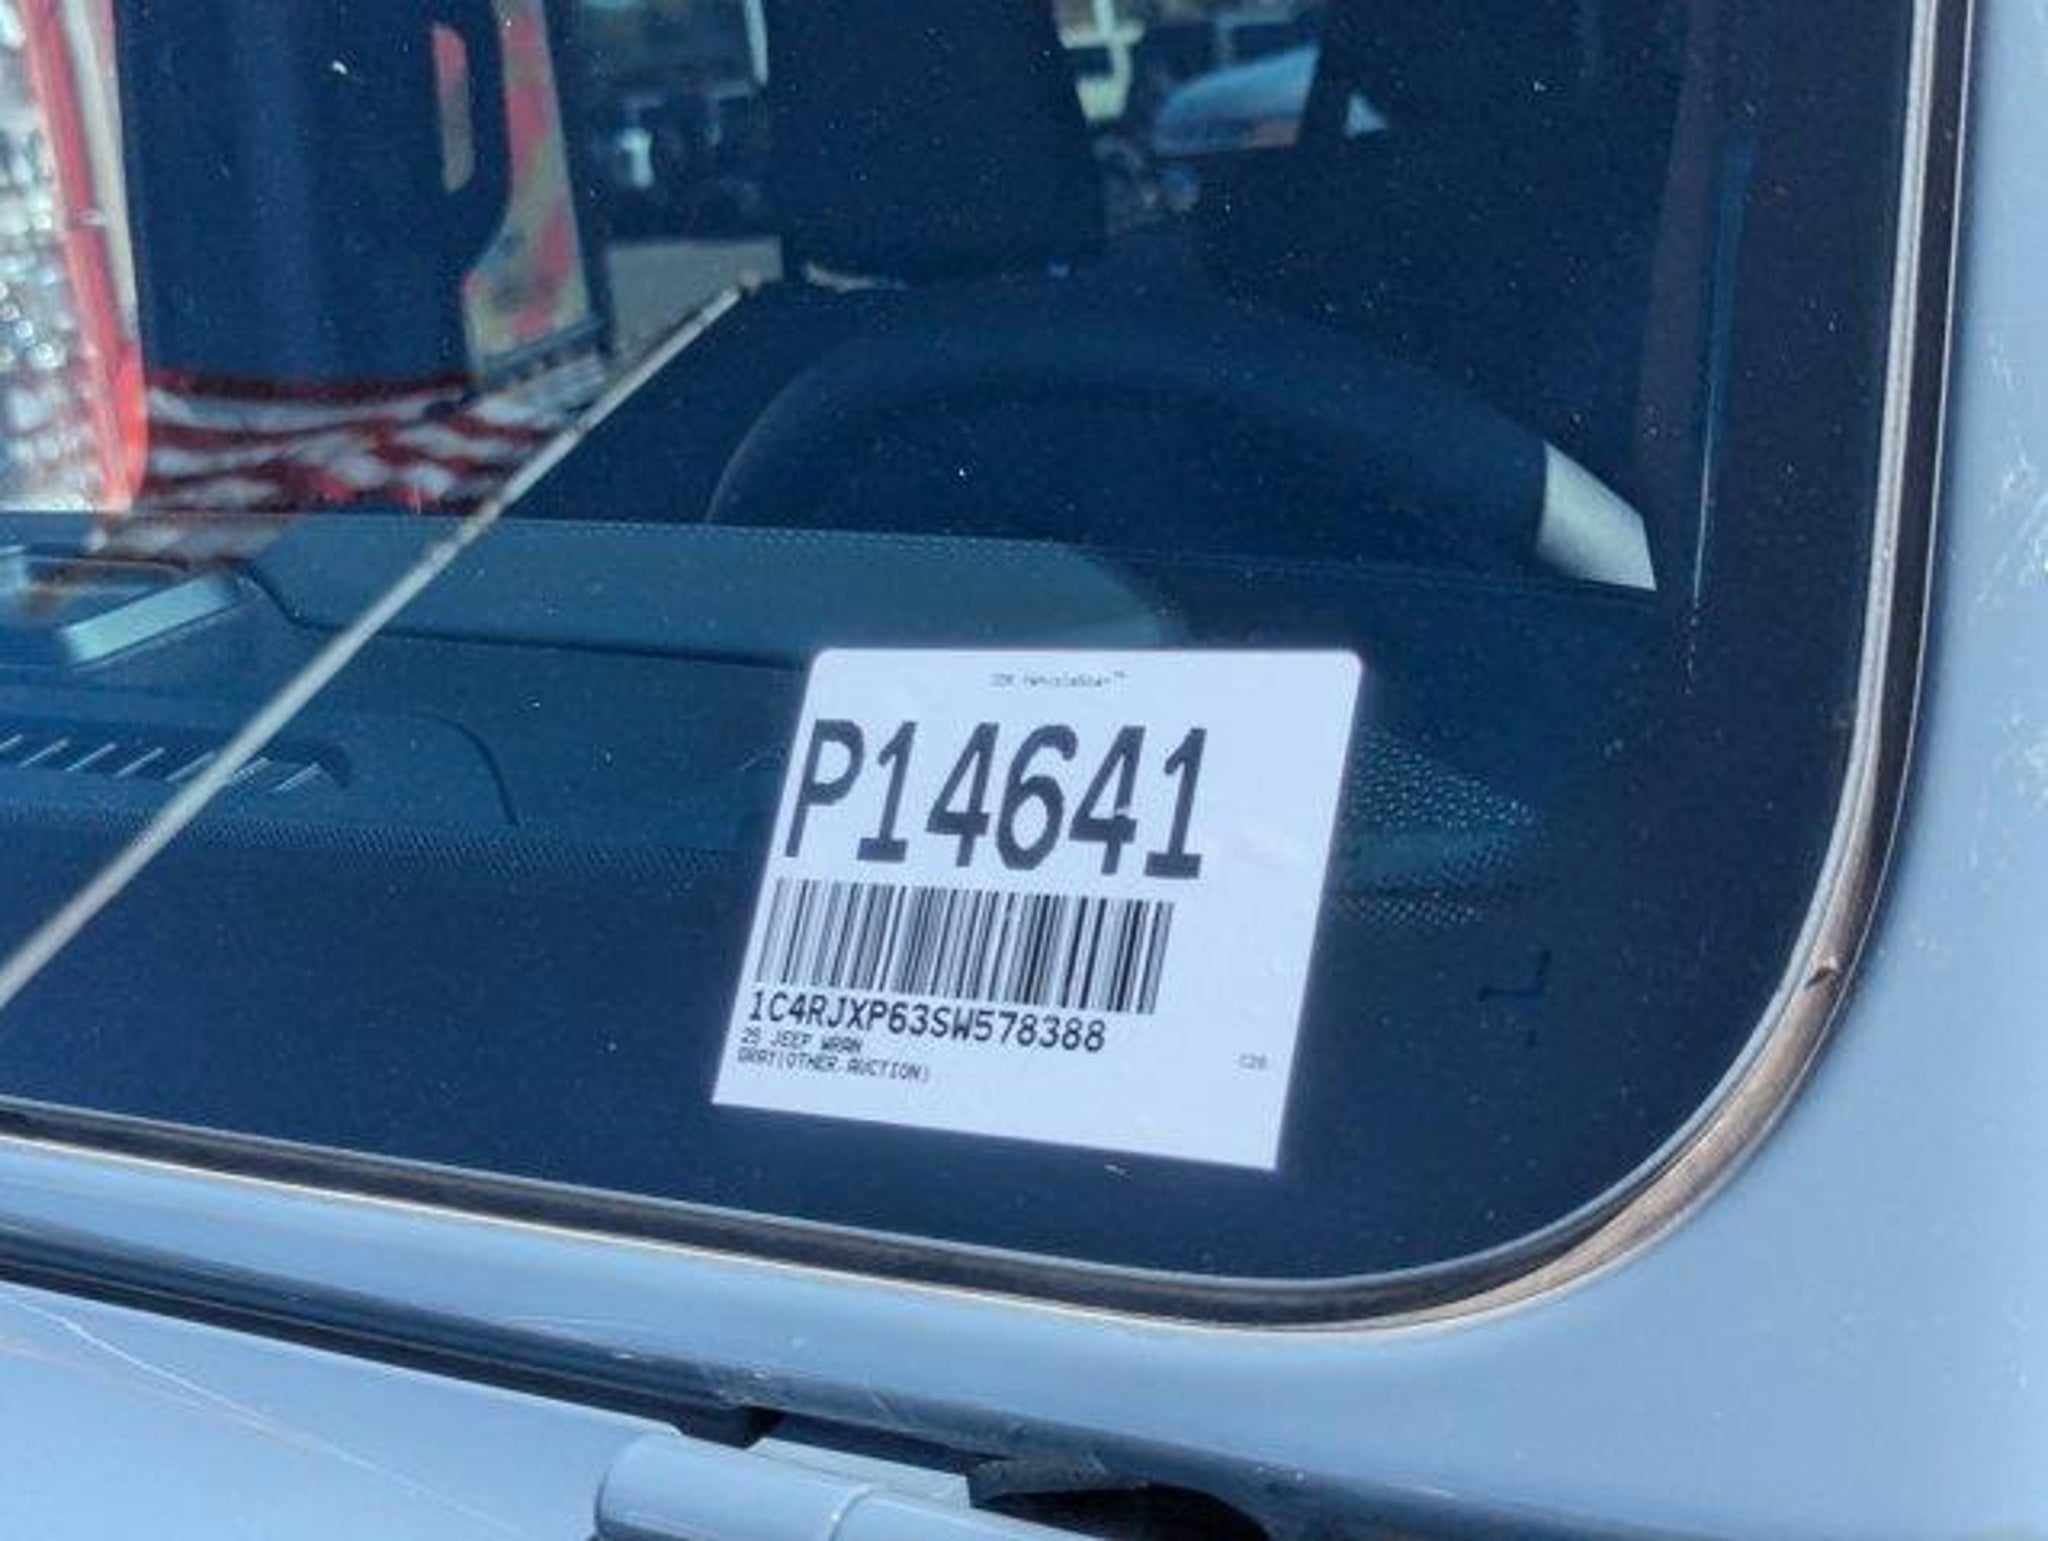 P14641
1C4RJXP63SW578388
25 JEEP WRAN
GRAY(OTHER AUCTION)